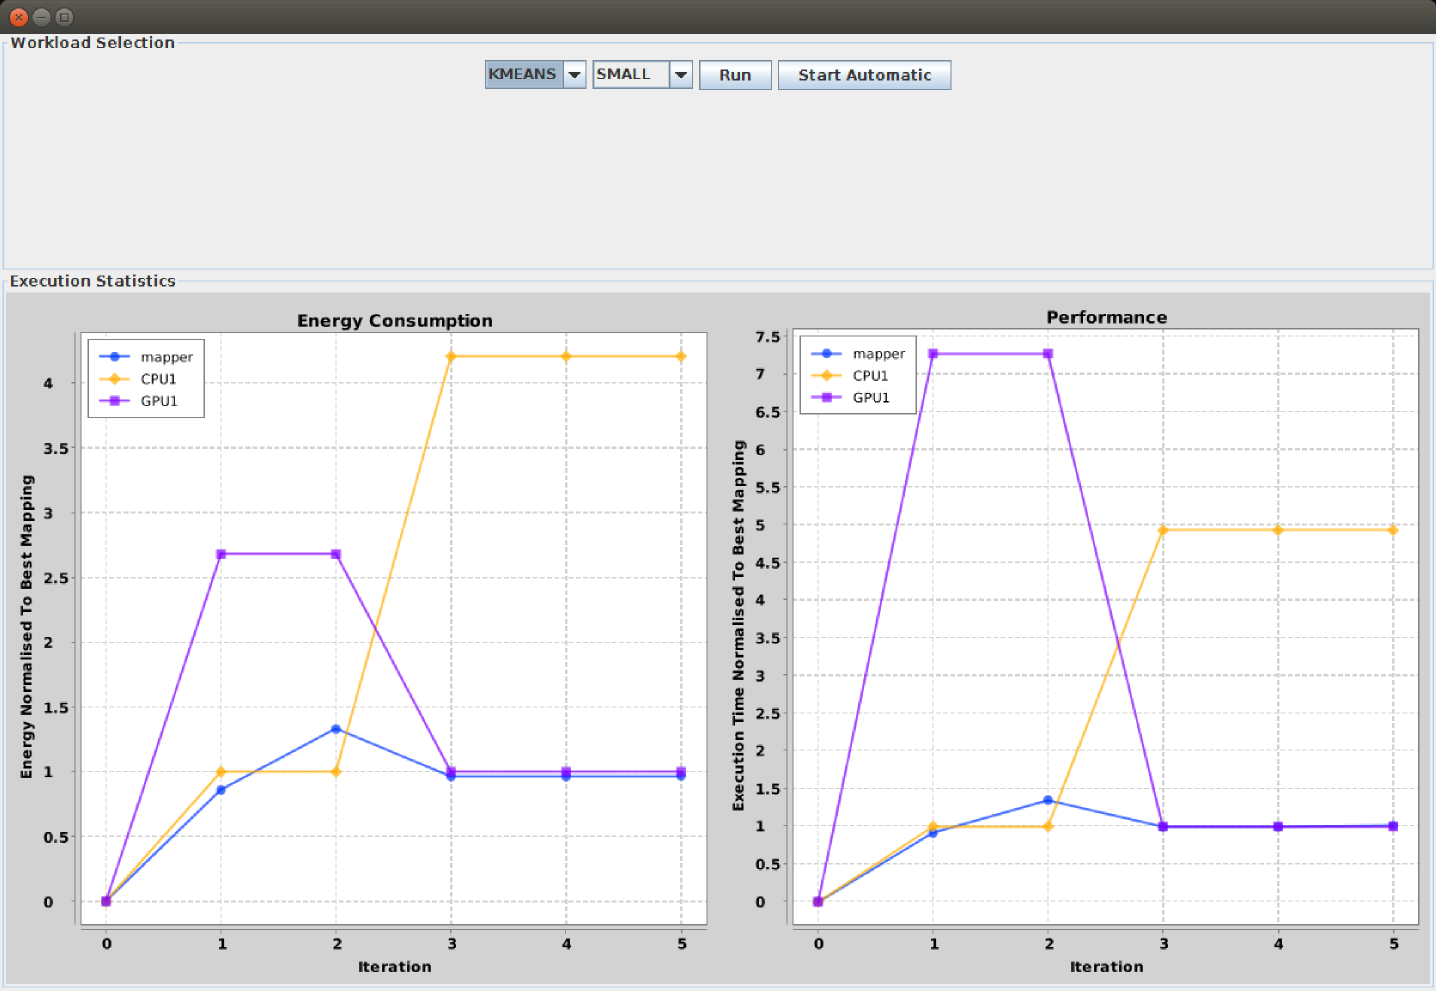 Workload Selection
KMEANS SMALL Run Start Automatic
Execution Statistics
Energy Consumption
mapper
CPU1
GPU1
4
3.5
3
2.5
2
1.5
1
0.5
0
Energy Normalised To Best Mapping
0 1 2 3 4 5
Iteration
Performance
mapper
CPU1
GPU1
7.5
7
6.5
6
5.5
5
4.5
4
3.5
3
2.5
2
1.5
1
0.5
0
Execution Time Normalised To Best Mapping
0 1 2 3 4 5
Iteration